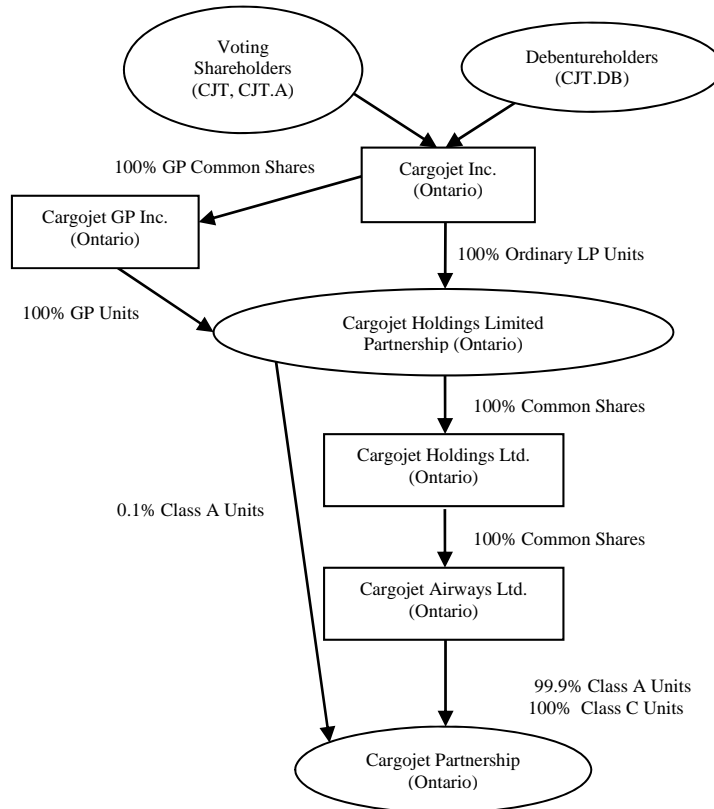 Voting
Shareholders
(CJT, CJT.A)
Debentureholders
(CJT.DB)
100% GP Common Shares
Cargojet Inc.
(Ontario)
Cargojet GP Inc.
(Ontario)
100% Ordinary LP Units
100% GP Units
Cargojet Holdings Limited
Partnership (Ontario)
100% Common Shares
Cargojet Holdings Ltd.
(Ontario)
0.1% Class A Units
100% Common Shares
Cargojet Airways Ltd.
(Ontario)
99.9% Class A Units
100% Class C Units
Cargojet Partnership
(Ontario)